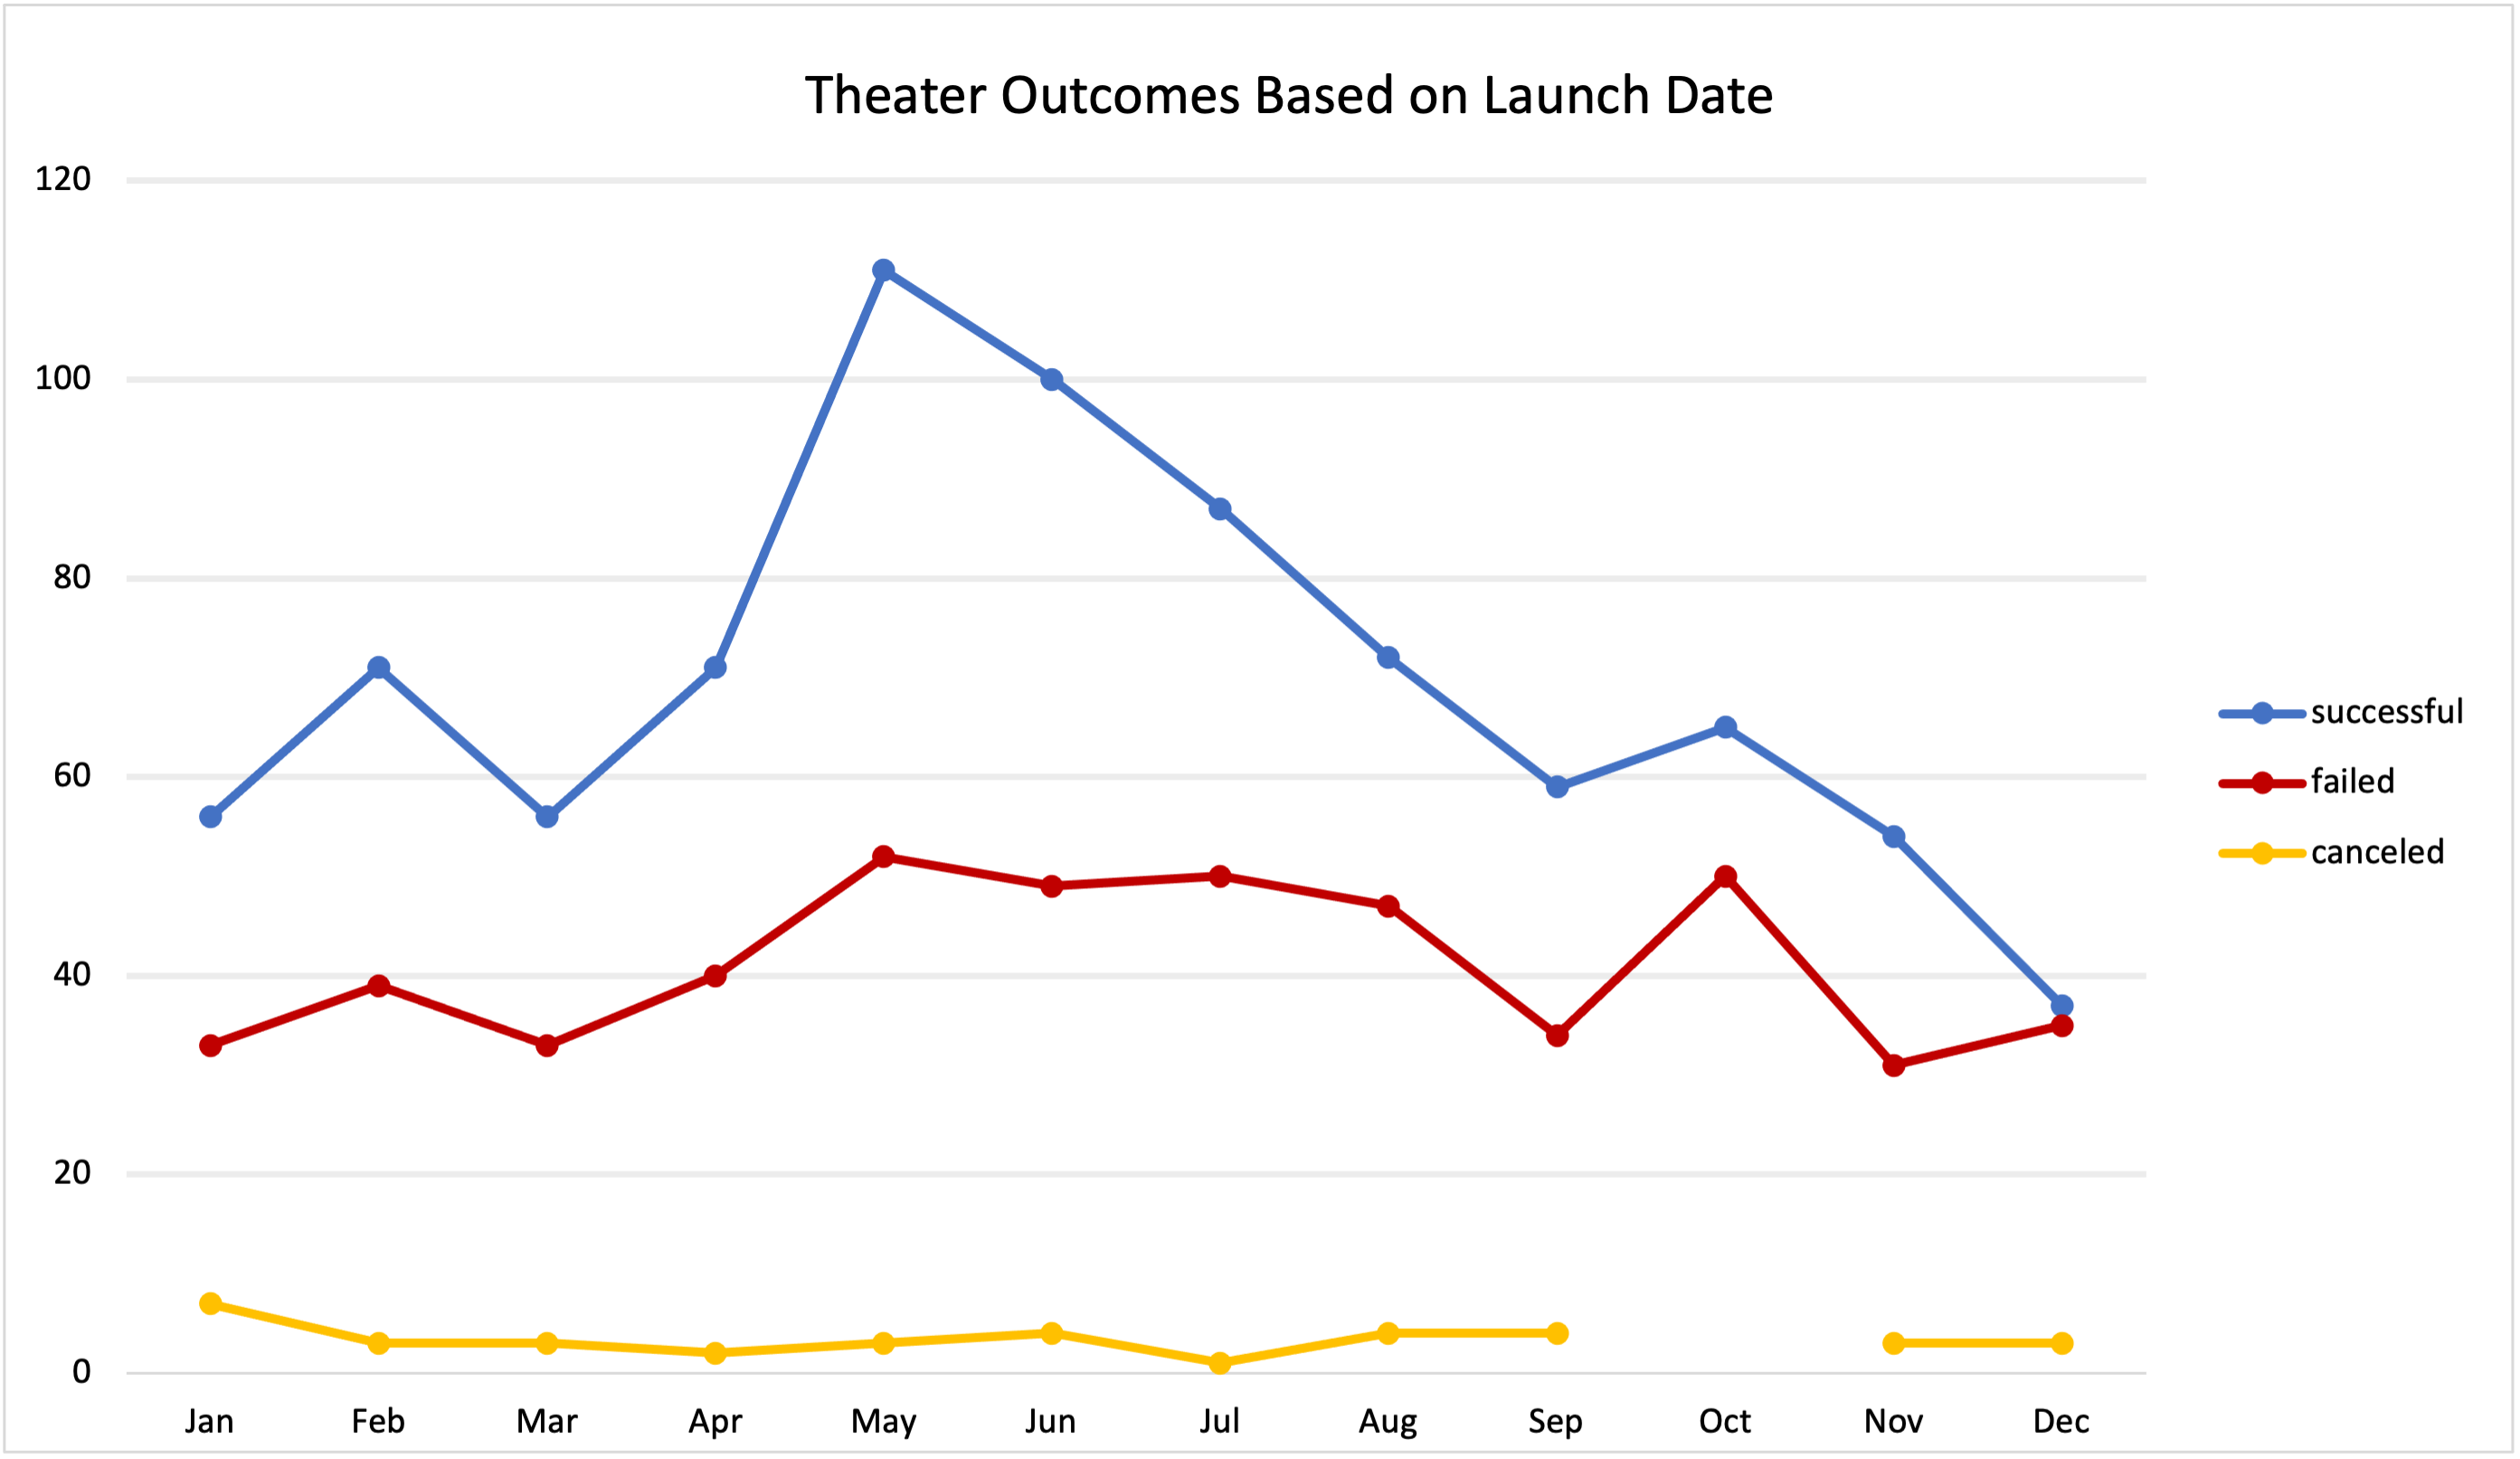 Theater Outcomes Based on Launch Date
120
100
80
60
40
20
0
Jan Feb Mar Apr May Jun Jul Aug Sep Oct Nov Dec
successful
failed
canceled